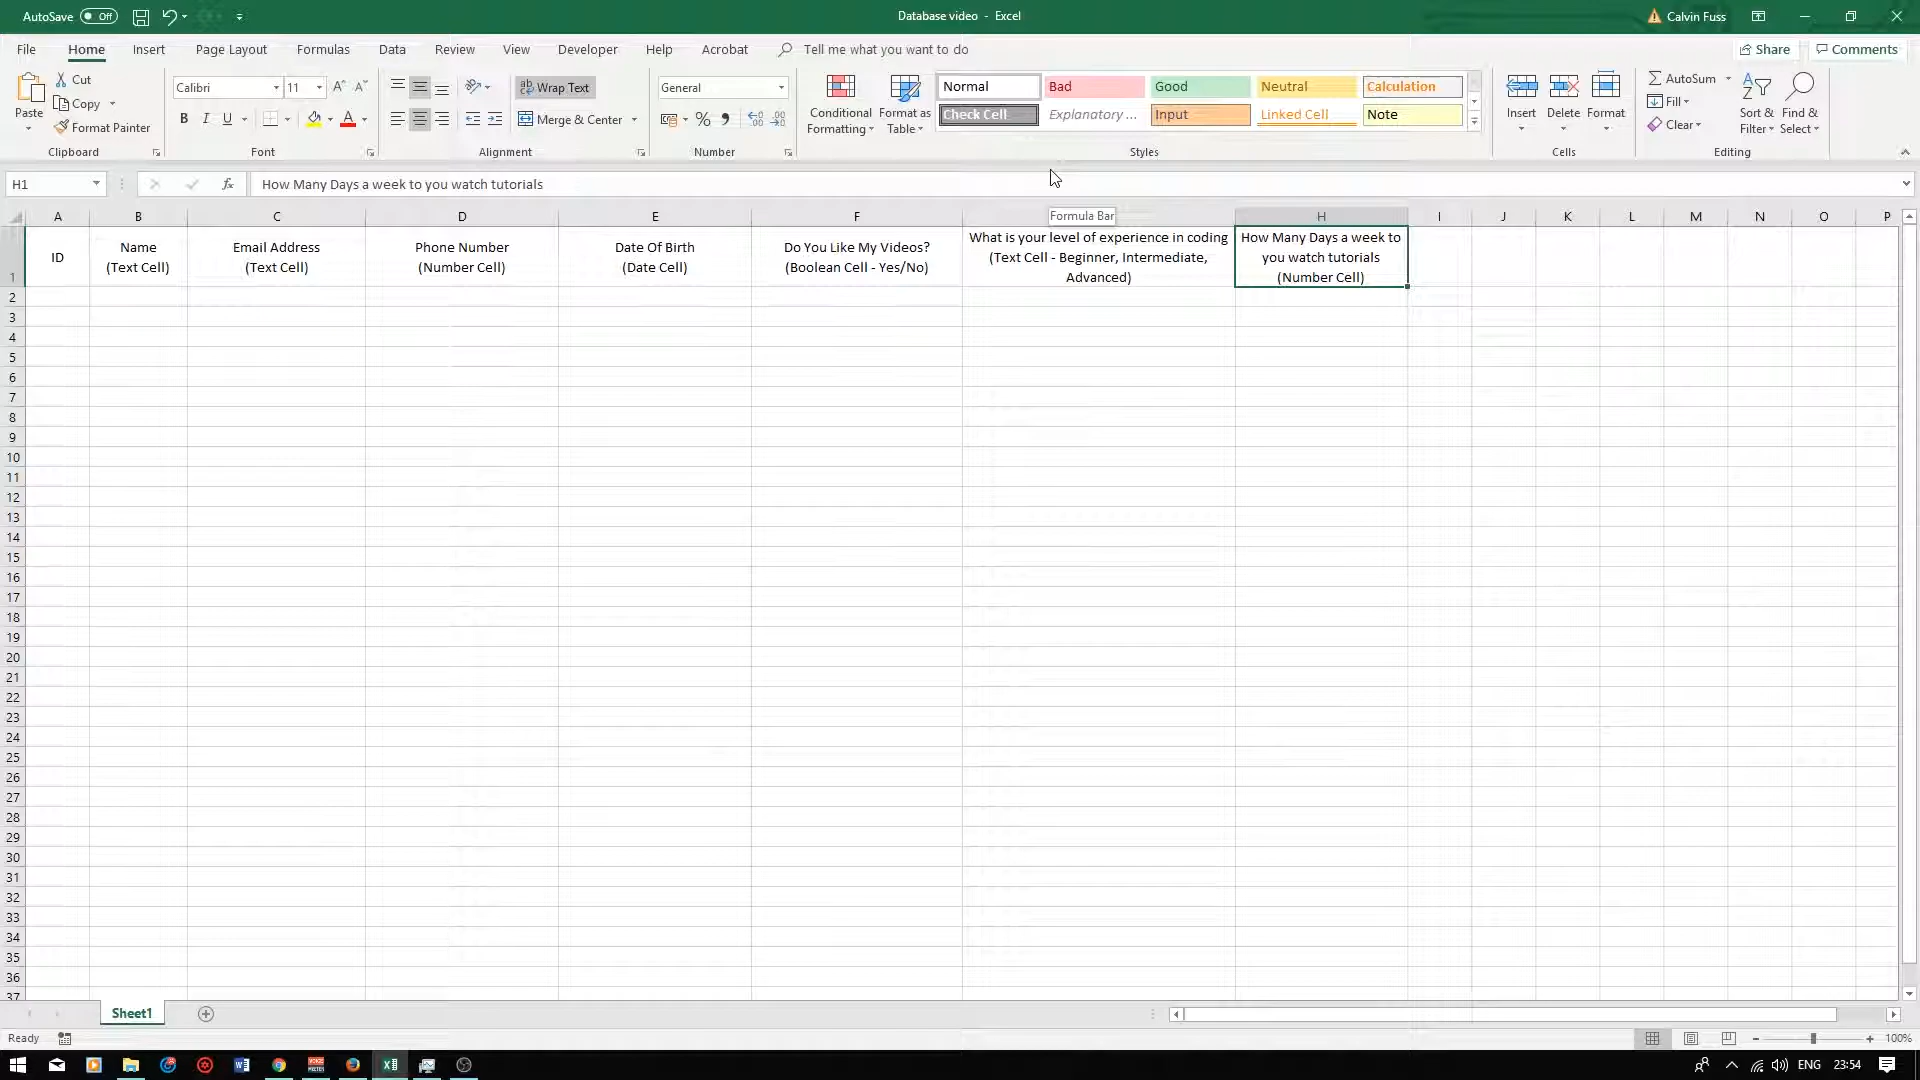 AutoSave Off
Database video - Excel
Calvin Fuss
File Home Insert Page Layout Formulas Data Review View Developer Help Acrobat Tell me what you want to do
Share Comments
Paste
Cut
Copy
Format Painter
Clipboard
Calibri 11
B I U
Font
Wrap Text
Merge & Center
Alignment
General
Number
Conditional
Formatting
Format as
Table
Normal Bad Good Neutral Calculation
Check Cell Explanatory ... Input Linked Cell Note
Styles
Insert Delete Format
Cells
AutoSum
Fill
Clear
Sort &
Filter
Find &
Select
Editing
H1
fx
How Many Days a week to you watch tutorials
Formula Bar
A B C D E F H I J K L M N O P
1
ID
Name
(Text Cell)
Email Address
(Text Cell)
Phone Number
(Number Cell)
Date Of Birth
(Date Cell)
Do You Like My Videos?
(Boolean Cell - Yes/No)
What is your level of experience in coding
(Text Cell - Beginner, Intermediate,
Advanced)
How Many Days a week to
you watch tutorials
(Number Cell)
2
3
4
5
6
7
8
9
10
11
12
13
14
15
16
17
18
19
20
21
22
23
24
25
26
27
28
29
30
31
32
33
34
35
36
37
Sheet1
Ready
100%
ENG 23:54